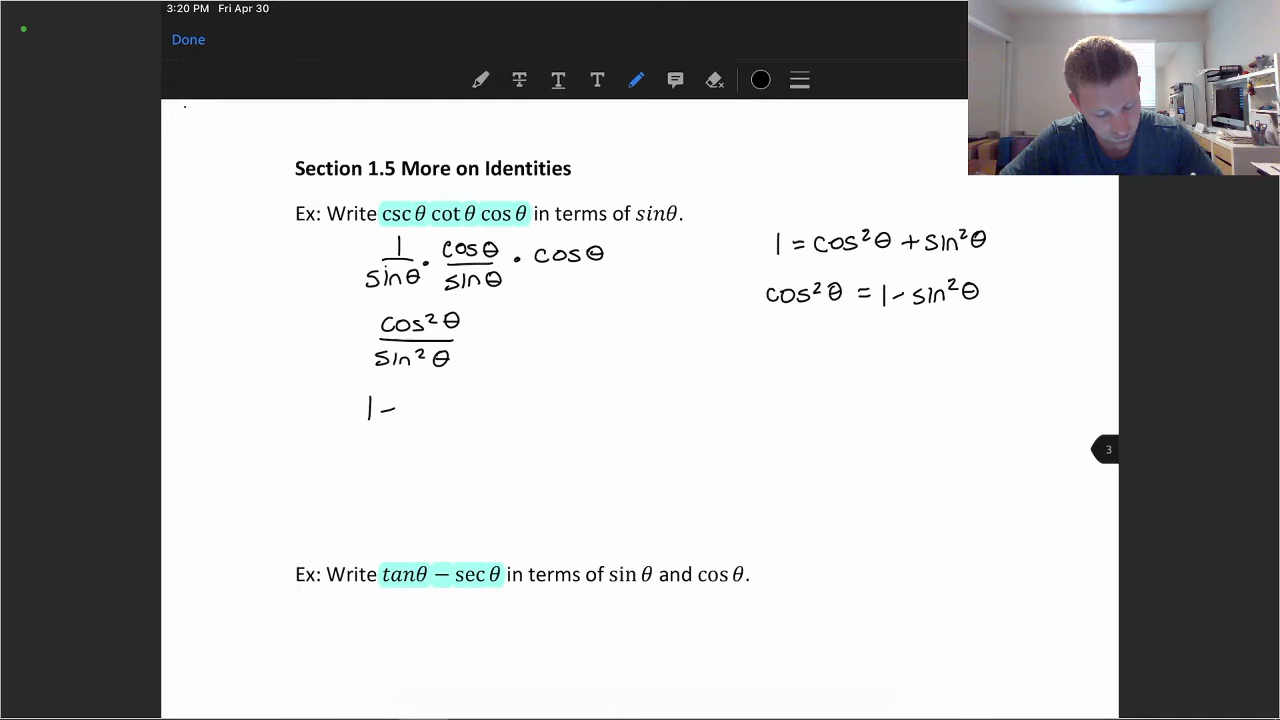 3:20 PM Fri Apr 30
Done
T T T
Section 1.5 More on Identities
Ex: Write csc θ cot θ cos θ in terms of sinθ.
1/sinθ · cosθ/sinθ · cosθ
1 = cos²θ + sin²θ
cos²θ = 1 - sin²θ
cos²θ/sin²θ
1 -
3
Ex: Write tanθ − sec θ in terms of sin θ and cos θ.